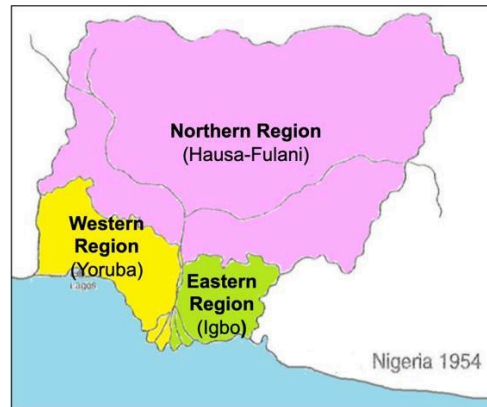 Northern Region
(Hausa-Fulani)
Western
Region
(Yoruba)
Lagos
Eastern
Region
(Igbo)
Nigeria 1954